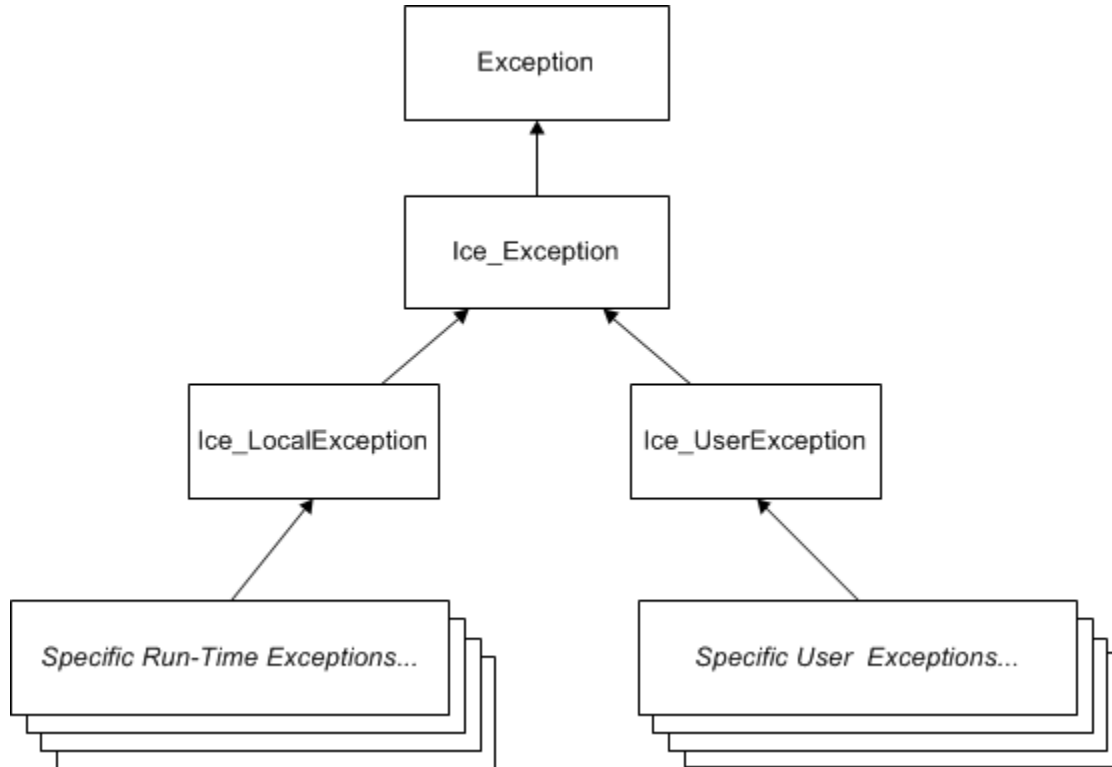 Exception
Ice_Exception
Ice_LocalException
Ice_UserException
Specific Run-Time Exceptions...
Specific User  Exceptions...